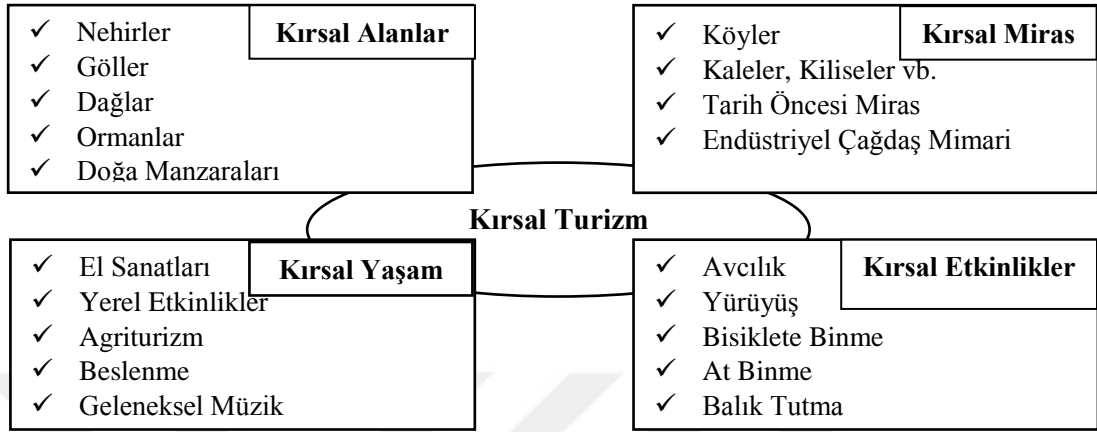 Kırsal Alanlar
✓ Nehirler
✓ Göller
✓ Dağlar
✓ Ormanlar
✓ Doğa Manzaraları
Kırsal Miras
✓ Köyler
✓ Kaleler, Kiliseler vb.
✓ Tarih Öncesi Miras
✓ Endüstriyel Çağdaş Mimari
Kırsal Turizm
Kırsal Yaşam
✓ El Sanatları
✓ Yerel Etkinlikler
✓ Agriturizm
✓ Beslenme
✓ Geleneksel Müzik
Kırsal Etkinlikler
✓ Avcılık
✓ Yürüyüş
✓ Bisiklete Binme
✓ At Binme
✓ Balık Tutma